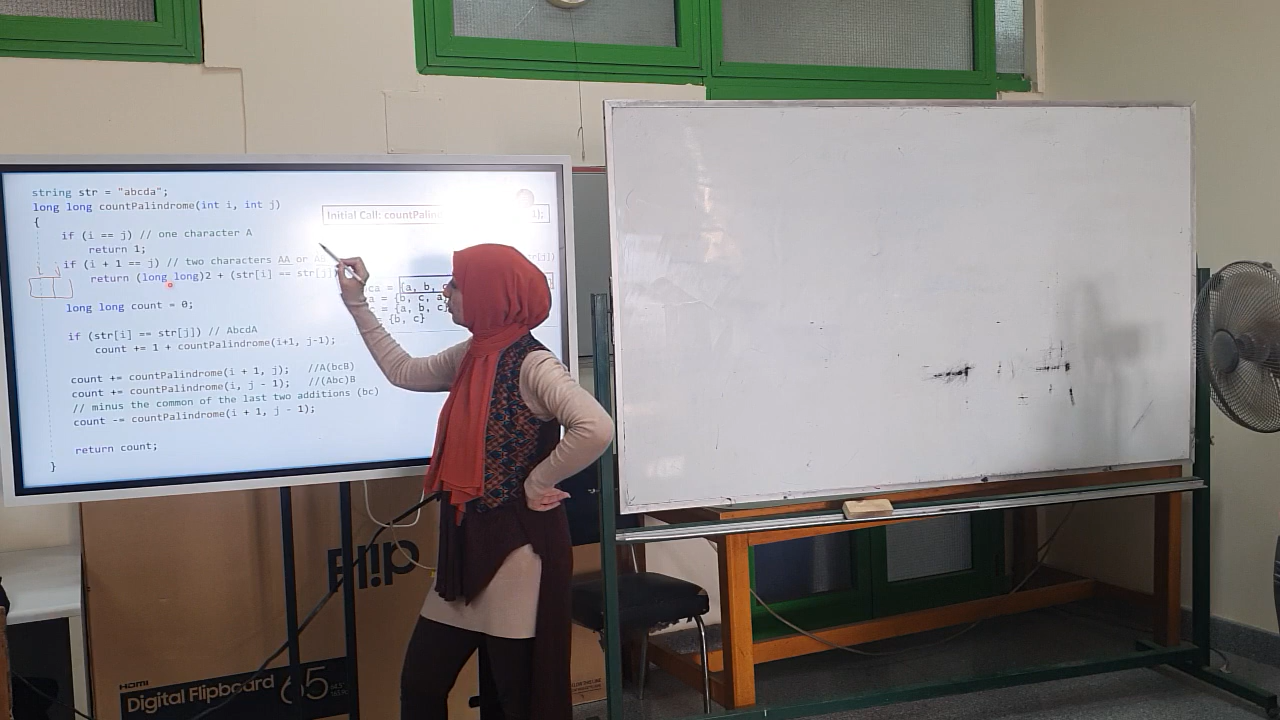 string str = "abcda";
long long countPalindrome(int i, int j)
{
Initial Call: countPalin
if (i == j) // one character A
return 1;
if (i + 1 == j) // two characters AA or
return (long long)2 + (str[i] == str[j]
{a, b, c
= {b, c, a
= {a, b, c
{b, c}
long long count = 0;
if (str[i] == str[j]) // AbcdA
count += 1 + countPalindrome(i+1, j-1);
count += countPalindrome(i + 1, j); //A(bcB)
count += countPalindrome(i, j - 1); //(Abc)B
// minus the common of the last two additions (bc)
count -= countPalindrome(i + 1, j - 1);
return count;
}
Flip
HDMI
Digital Flipboard 65